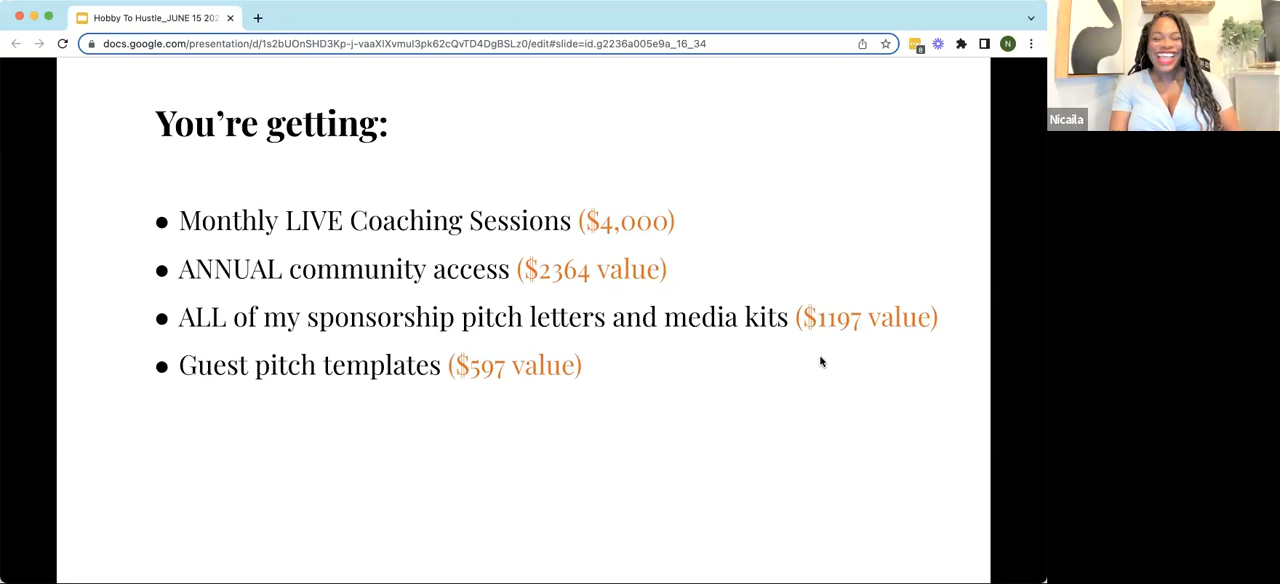 Hobby To Hustle_JUNE 15 202
docs.google.com/presentation/d/1s2bUOnSHD3Kp-j-vaaXIXvmuI3pk62cQvTD4DgBSLz0/edit#slide=id.g2236a005e9a_16_34
8
N
Nicaila
You're getting:
● Monthly LIVE Coaching Sessions ($4,000)
● ANNUAL community access ($2364 value)
● ALL of my sponsorship pitch letters and media kits ($1197 value)
● Guest pitch templates ($597 value)